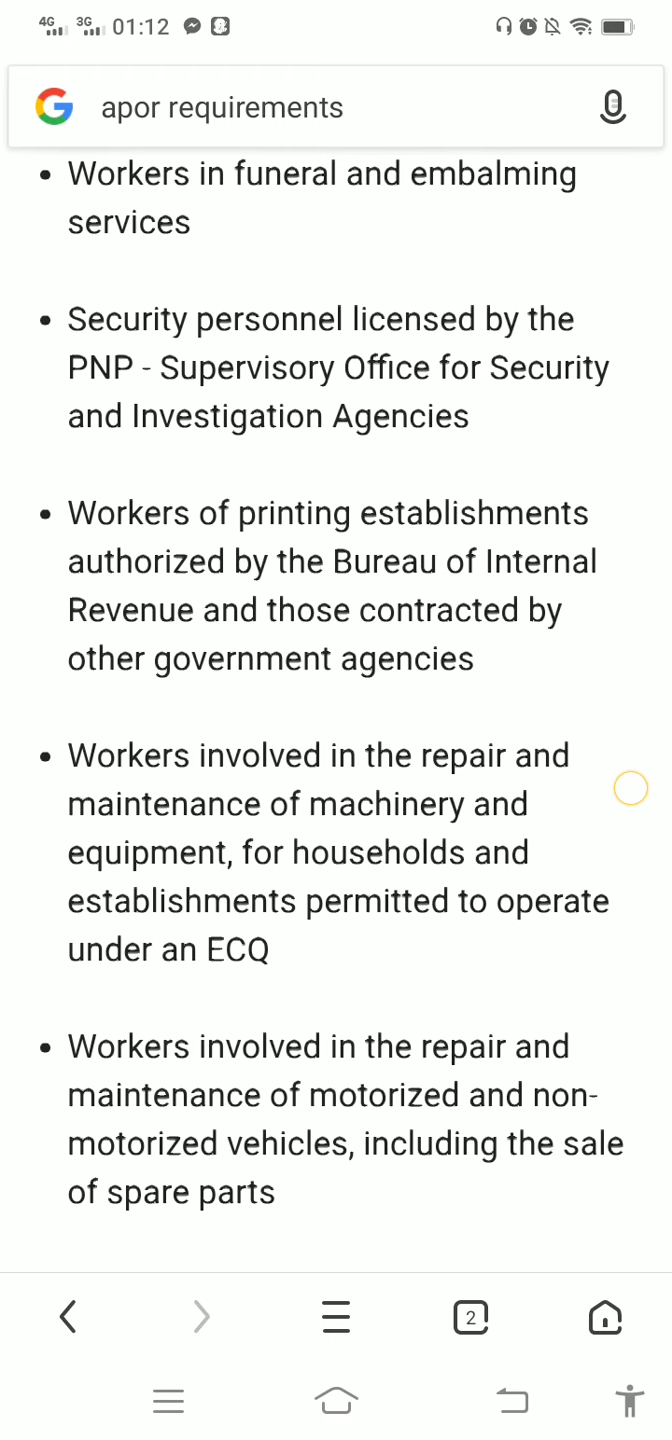 4G 3G 01:12
apor requirements
• Workers in funeral and embalming
services
• Security personnel licensed by the
PNP - Supervisory Office for Security
and Investigation Agencies
• Workers of printing establishments
authorized by the Bureau of Internal
Revenue and those contracted by
other government agencies
• Workers involved in the repair and
maintenance of machinery and
equipment, for households and
establishments permitted to operate
under an ECQ
• Workers involved in the repair and
maintenance of motorized and non-
motorized vehicles, including the sale
of spare parts
2